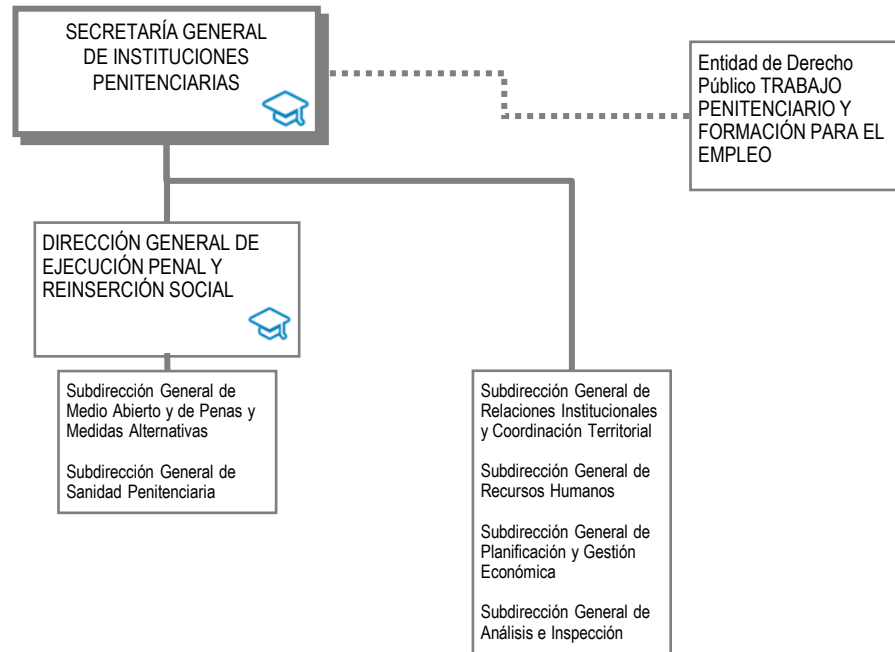 SECRETARÍA GENERAL
DE INSTITUCIONES
PENITENCIARIAS
Entidad de Derecho
Público TRABAJO
PENITENCIARIO Y
FORMACIÓN PARA EL
EMPLEO
DIRECCIÓN GENERAL DE
EJECUCIÓN PENAL Y
REINSERCIÓN SOCIAL
Subdirección General de
Medio Abierto y de Penas y
Medidas Alternativas
Subdirección General de
Sanidad Penitenciaria
Subdirección General de
Relaciones Institucionales
y Coordinación Territorial
Subdirección General de
Recursos Humanos
Subdirección General de
Planificación y Gestión
Económica
Subdirección General de
Análisis e Inspección